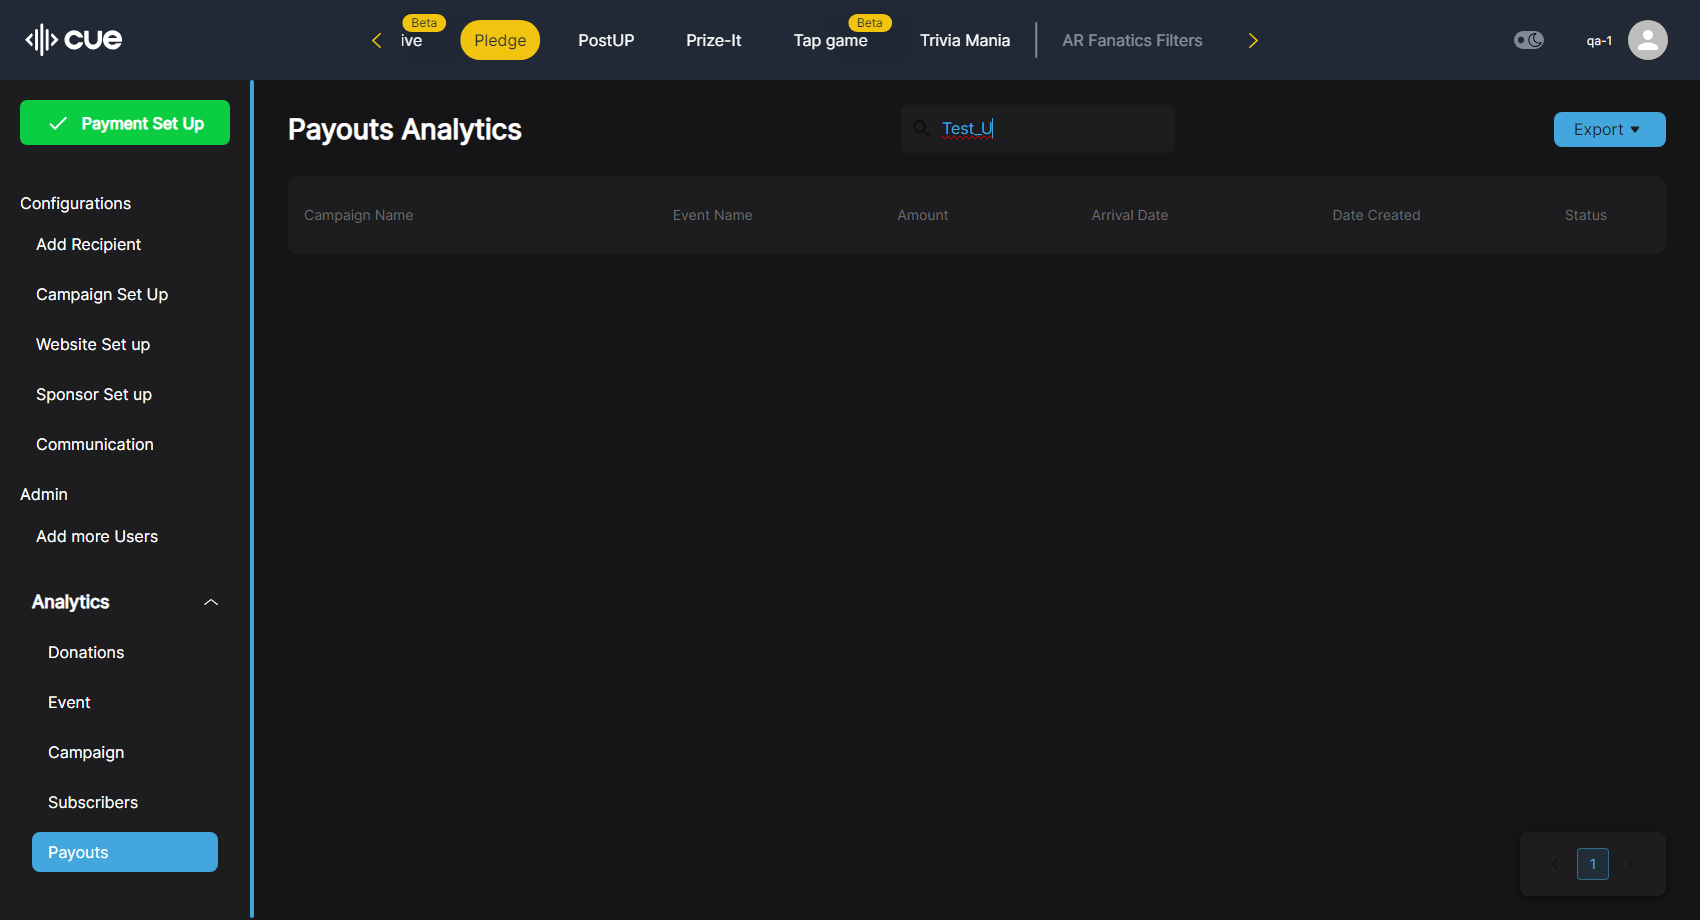 cue
Beta
ive
Pledge
PostUP
Prize-It
Beta
Tap game
Trivia Mania
AR Fanatics Filters
qa-1
Payment Set Up
Configurations
Add Recipient
Campaign Set Up
Website Set up
Sponsor Set up
Communication
Admin
Add more Users
Analytics
Donations
Event
Campaign
Subscribers
Payouts
Payouts Analytics
Test_U
Export
Campaign Name
Event Name
Amount
Arrival Date
Date Created
Status
1